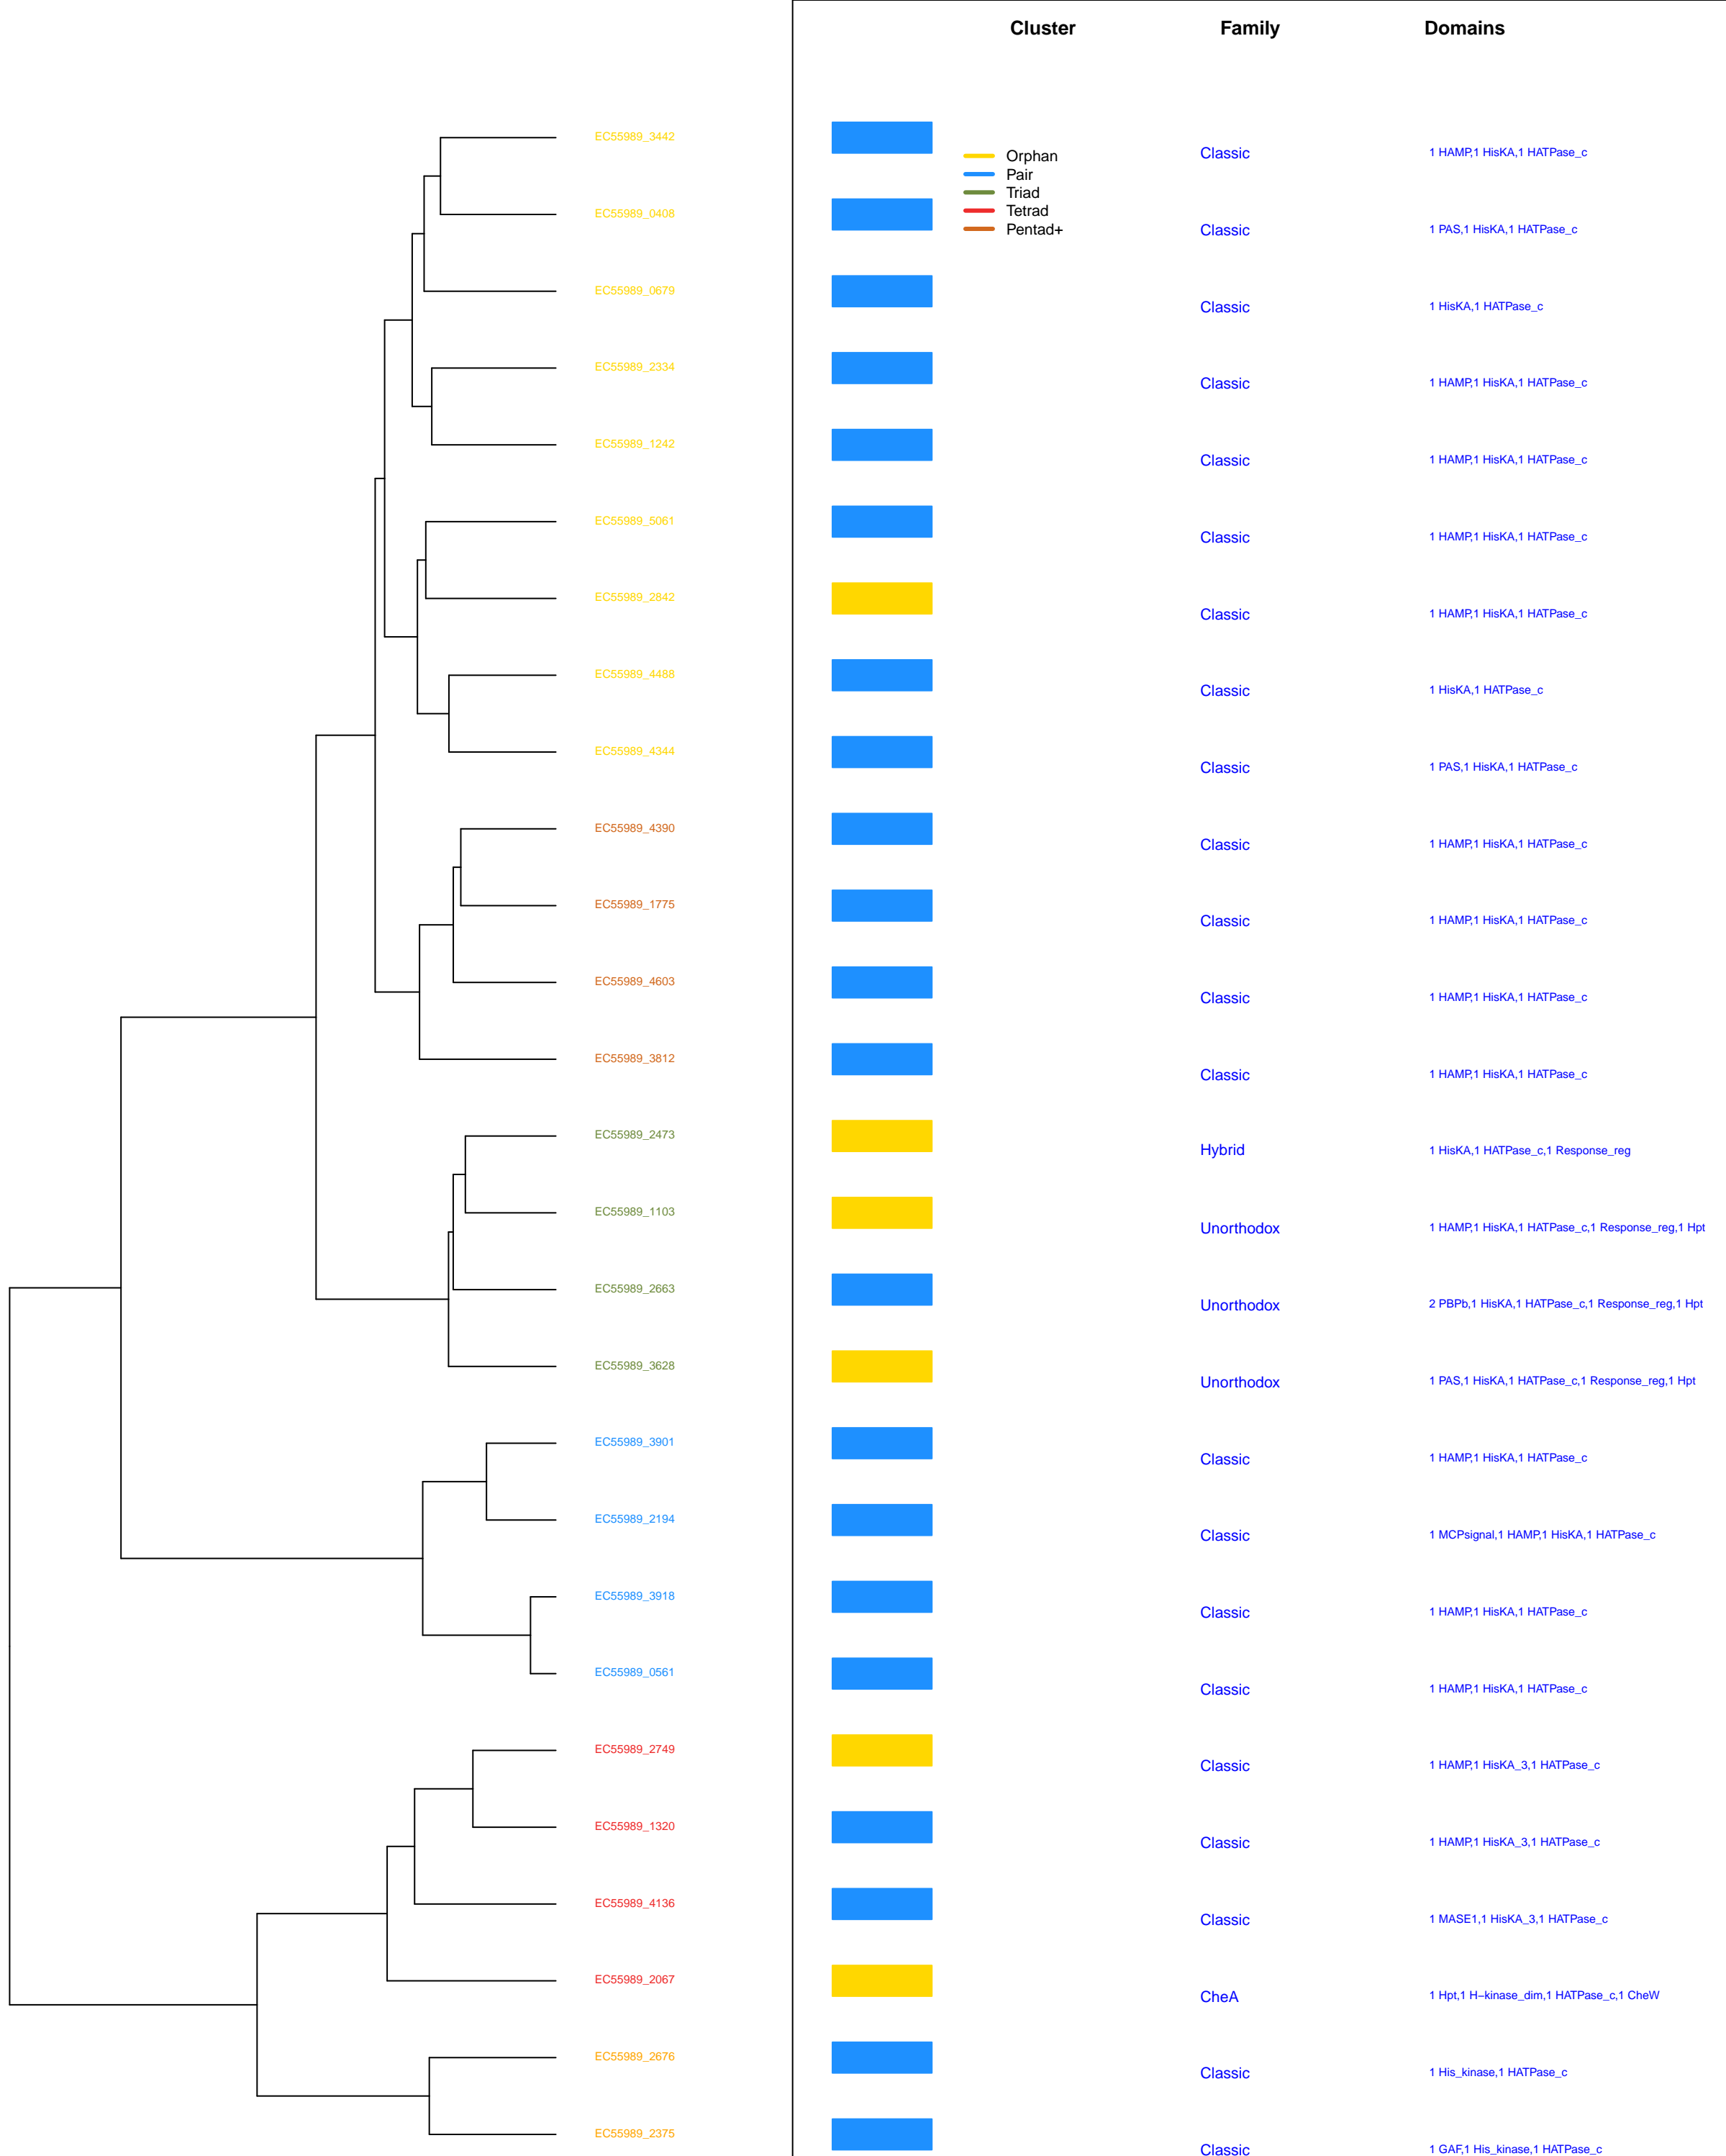 Cluster Family Domains
EC55989_3442 Classic 1 HAMP,1 HisKA,1 HATPase_c
Orphan
Pair
Triad
Tetrad
Pentad+
EC55989_0408 Classic 1 PAS,1 HisKA,1 HATPase_c
EC55989_0679 Classic 1 HisKA,1 HATPase_c
EC55989_2334 Classic 1 HAMP,1 HisKA,1 HATPase_c
EC55989_1242 Classic 1 HAMP,1 HisKA,1 HATPase_c
EC55989_5061 Classic 1 HAMP,1 HisKA,1 HATPase_c
EC55989_2842 Classic 1 HAMP,1 HisKA,1 HATPase_c
EC55989_4488 Classic 1 HisKA,1 HATPase_c
EC55989_4344 Classic 1 PAS,1 HisKA,1 HATPase_c
EC55989_4390 Classic 1 HAMP,1 HisKA,1 HATPase_c
EC55989_1775 Classic 1 HAMP,1 HisKA,1 HATPase_c
EC55989_4603 Classic 1 HAMP,1 HisKA,1 HATPase_c
EC55989_3812 Classic 1 HAMP,1 HisKA,1 HATPase_c
EC55989_2473 Hybrid 1 HisKA,1 HATPase_c,1 Response_reg
EC55989_1103 Unorthodox 1 HAMP,1 HisKA,1 HATPase_c,1 Response_reg,1 Hpt
EC55989_2663 Unorthodox 2 PBPb,1 HisKA,1 HATPase_c,1 Response_reg,1 Hpt
EC55989_3628 Unorthodox 1 PAS,1 HisKA,1 HATPase_c,1 Response_reg,1 Hpt
EC55989_3901 Classic 1 HAMP,1 HisKA,1 HATPase_c
EC55989_2194 Classic 1 MCPsignal,1 HAMP,1 HisKA,1 HATPase_c
EC55989_3918 Classic 1 HAMP,1 HisKA,1 HATPase_c
EC55989_0561 Classic 1 HAMP,1 HisKA,1 HATPase_c
EC55989_2749 Classic 1 HAMP,1 HisKA_3,1 HATPase_c
EC55989_1320 Classic 1 HAMP,1 HisKA_3,1 HATPase_c
EC55989_4136 Classic 1 MASE1,1 HisKA_3,1 HATPase_c
EC55989_2067 CheA 1 Hpt,1 H−kinase_dim,1 HATPase_c,1 CheW
EC55989_2676 Classic 1 His_kinase,1 HATPase_c
EC55989_2375 Classic 1 GAF,1 His_kinase,1 HATPase_c